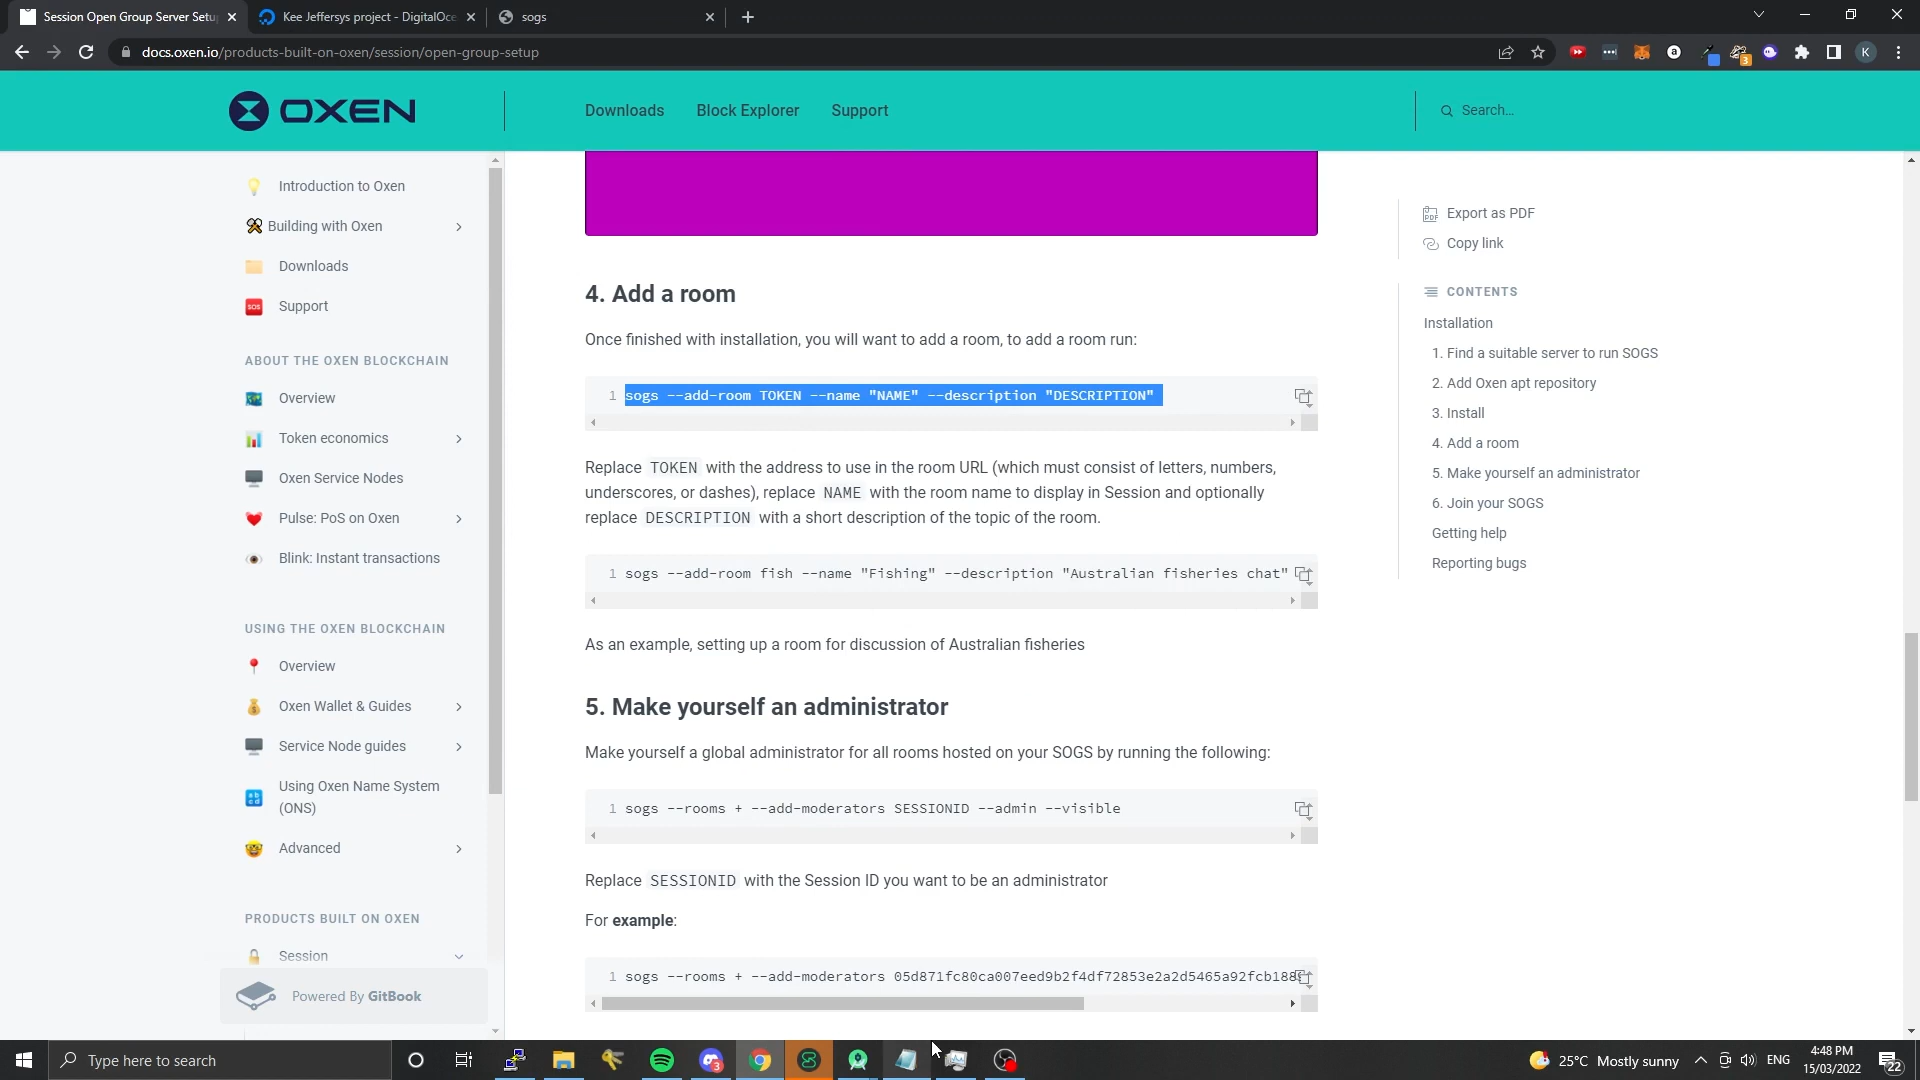 Session Open Group Server Setu
Kee Jeffersys project - DigitalOce
sogs
docs.oxen.io/products-built-on-oxen/session/open-group-setup
3
K
OXEN
Downloads
Block Explorer
Support
Search...
Introduction to Oxen
Building with Oxen
Downloads
SOS
Support
ABOUT THE OXEN BLOCKCHAIN
Overview
Token economics
Oxen Service Nodes
Pulse: PoS on Oxen
Blink: Instant transactions
USING THE OXEN BLOCKCHAIN
Overview
Oxen Wallet & Guides
Service Node guides
Using Oxen Name System
(ONS)
Advanced
PRODUCTS BUILT ON OXEN
Session
Powered By GitBook
4. Add a room
Once finished with installation, you will want to add a room, to add a room run:
1 sogs --add-room TOKEN --name "NAME" --description "DESCRIPTION"
Replace TOKEN with the address to use in the room URL (which must consist of letters, numbers,
underscores, or dashes), replace NAME with the room name to display in Session and optionally
replace DESCRIPTION with a short description of the topic of the room.
1 sogs --add-room fish --name "Fishing" --description "Australian fisheries chat"
As an example, setting up a room for discussion of Australian fisheries
5. Make yourself an administrator
Make yourself a global administrator for all rooms hosted on your SOGS by running the following:
1 sogs --rooms + --add-moderators SESSIONID --admin --visible
Replace SESSIONID with the Session ID you want to be an administrator
For example:
1 sogs --rooms + --add-moderators 05d871fc80ca007eed9b2f4df72853e2a2d5465a92fcb188
Export as PDF
Copy link
CONTENTS
Installation
1. Find a suitable server to run SOGS
2. Add Oxen apt repository
3. Install
4. Add a room
5. Make yourself an administrator
6. Join your SOGS
Getting help
Reporting bugs
Type here to search
3
25°C Mostly sunny
ENG
4:48 PM
15/03/2022
22